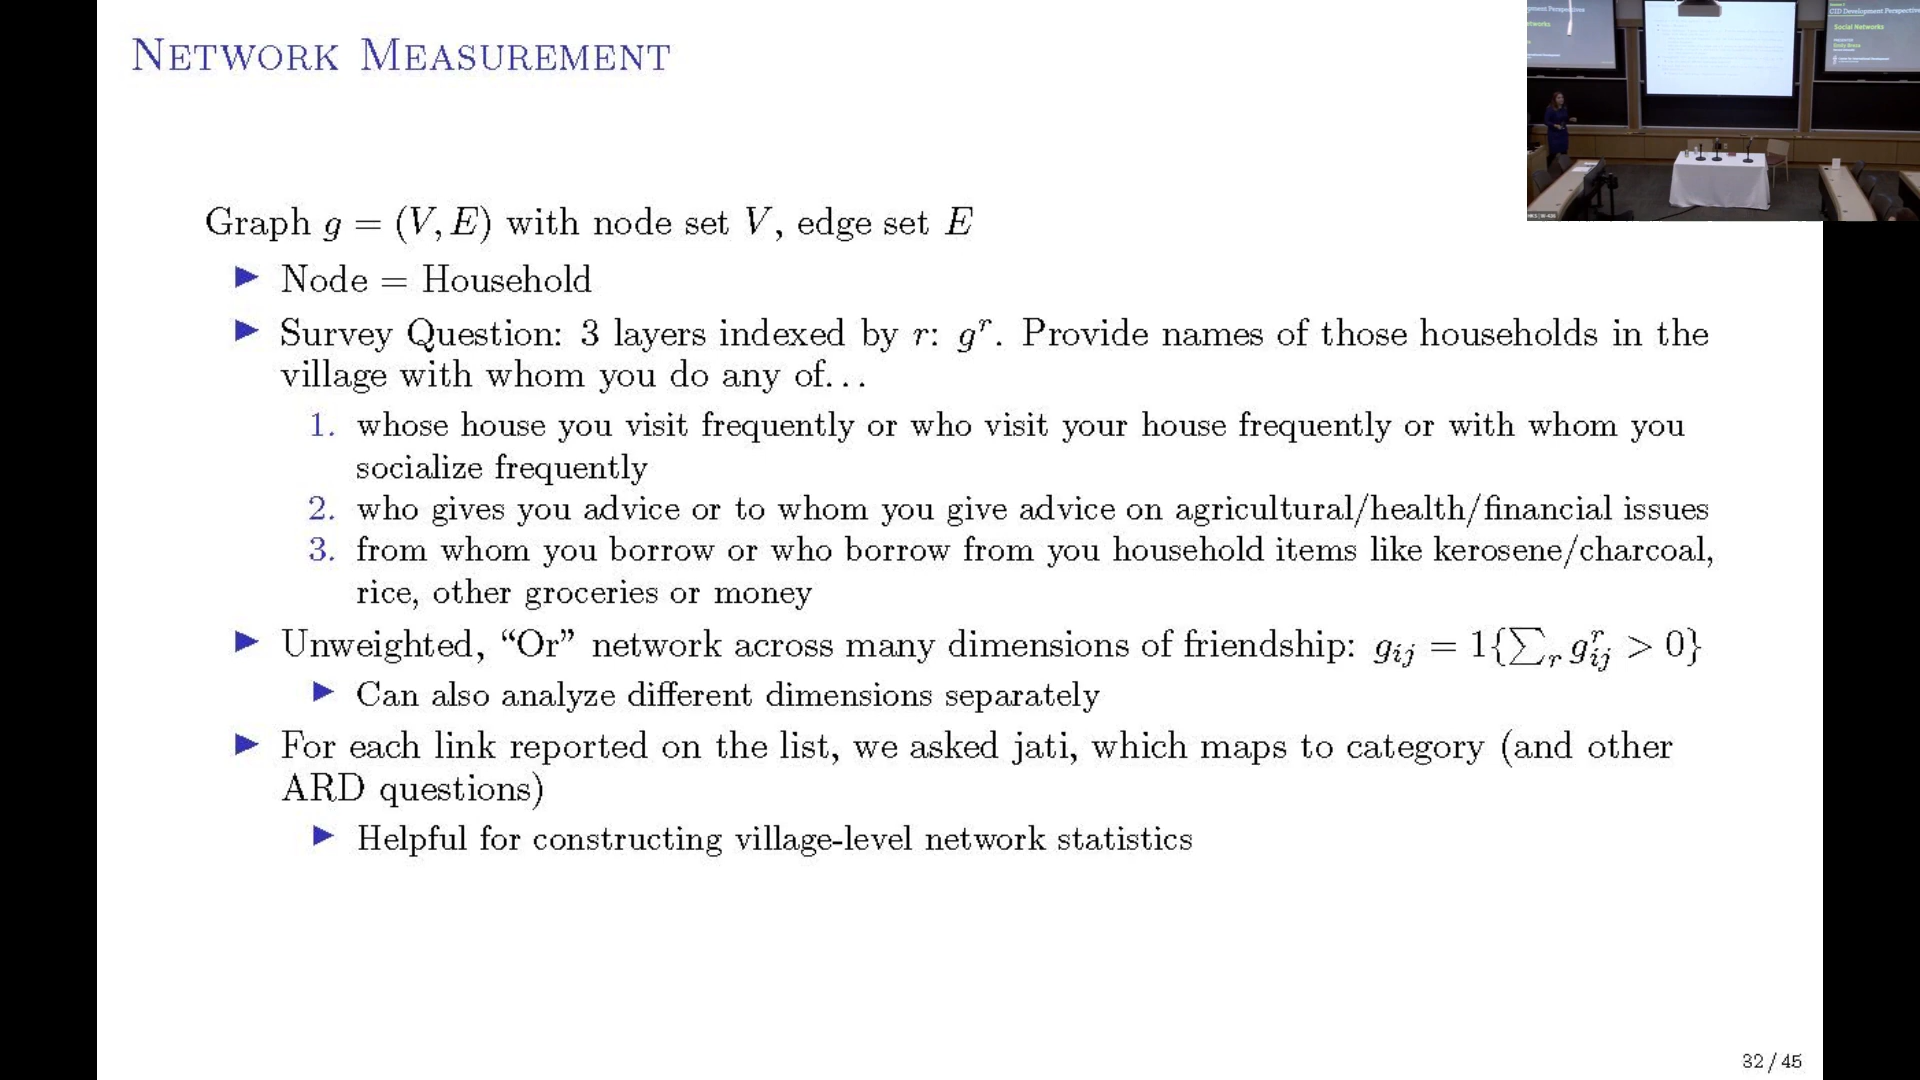 NETWORK MEASUREMENT
Graph g = (V, E) with node set V, edge set E
▶ Node = Household
▶ Survey Question: 3 layers indexed by r: gʳ. Provide names of those households in the
village with whom you do any of...
1. whose house you visit frequently or who visit your house frequently or with whom you
socialize frequently
2. who gives you advice or to whom you give advice on agricultural/health/financial issues
3. from whom you borrow or who borrow from you household items like kerosene/charcoal,
rice, other groceries or money
▶ Unweighted, “Or” network across many dimensions of friendship: g_ij = 1{∑_r g^r_ij > 0}
▶ Can also analyze different dimensions separately
▶ For each link reported on the list, we asked jati, which maps to category (and other
ARD questions)
▶ Helpful for constructing village-level network statistics
32 / 45
CID Development Perspectives
Social Networks